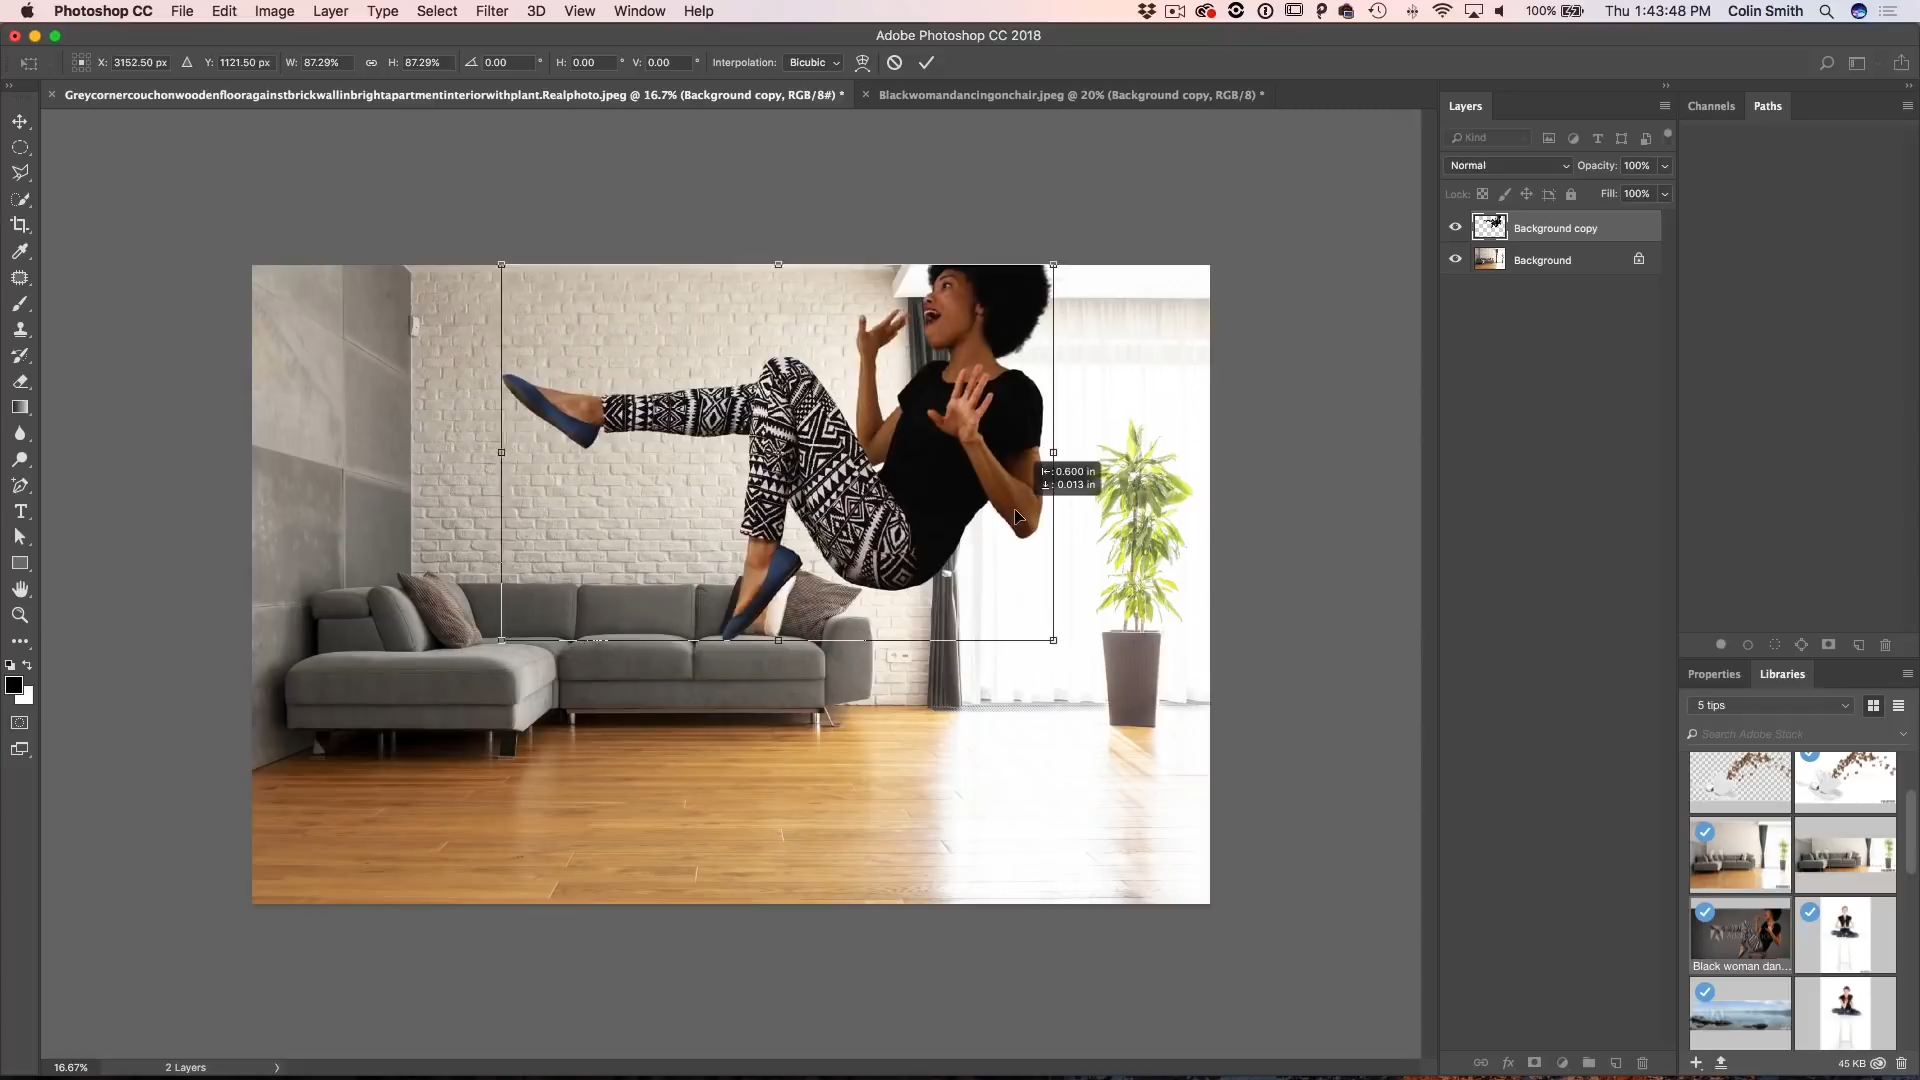 Photoshop CC File Edit Image Layer Type Select Filter 3D View Window Help 100% Thu 1:43:48 PM Colin Smith
Adobe Photoshop CC 2018
X: 3152.50 px Y: 1121.50 px W: 87.29% H: 87.29% 0.00 ° H: 0.00 ° V: 0.00 ° Interpolation: Bicubic
Greycornercouchonwoodenflooragainstbrickwallinbrightapartmentinteriorwithplant.Realphoto.jpeg @ 16.7% (Background copy, RGB/8#) * Blackwomandancingonchair.jpeg @ 20% (Background copy, RGB/8) *
Layers
Channels Paths
Kind
Normal Opacity: 100%
Lock: Fill: 100%
Background copy
Background
0.600 in
0.013 in
Properties Libraries
5 tips
Search Adobe Stock
Black woman dan...
45 KB
16.67% 2 Layers